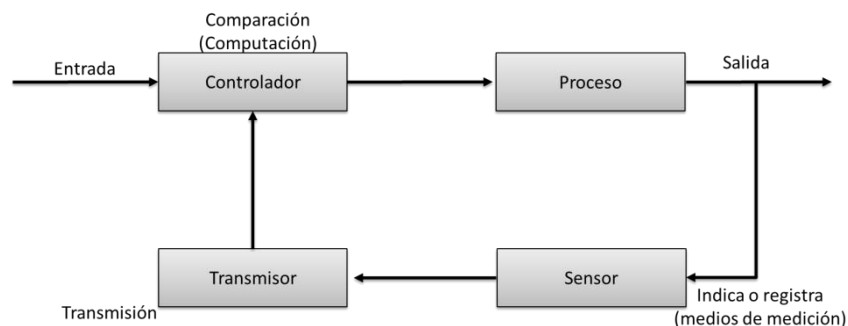 Comparación
(Computación)
Entrada
Controlador
Proceso
Salida
Transmisor
Sensor
Transmisión
Indica o registra
(medios de medición)